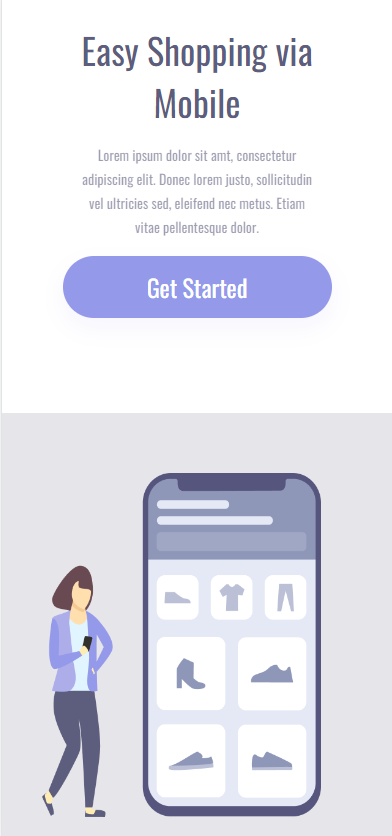 Easy Shopping via
Mobile
Lorem ipsum dolor sit amt, consectetur
adipiscing elit. Donec lorem justo, sollicitudin
vel ultricies sed, eleifend nec metus. Etiam
vitae pellentesque dolor.
Get Started